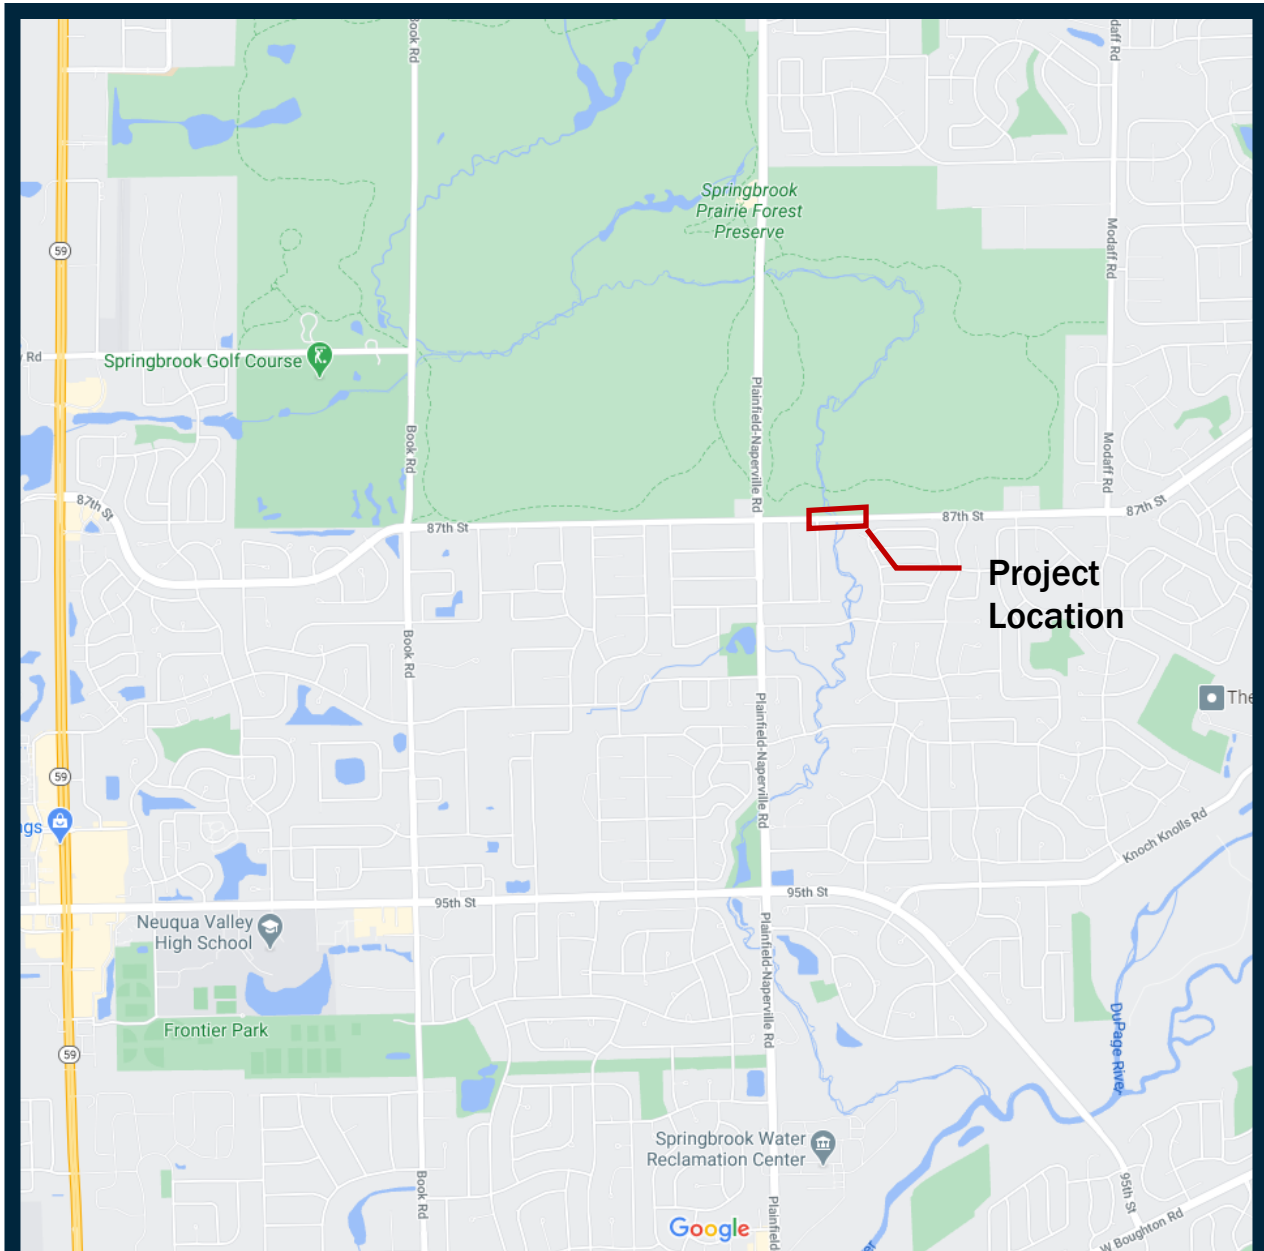 Book Rd
daff Rd
Springbrook
Prairie Forest
Preserve
59
Modaff Rd
Rd
Springbrook Golf Course
Plainfield-Naperville Rd
Book Rd
Modaff Rd
87th St
87th St
87th St
87th St
Project
Location
Book Rd
The
Plainfield-Naperville Rd
59
gs
Knoch Knolls Rd
95th St
95th St
Neuqua Valley
High School
Plainfield-Naperville Rd
Frontier Park
DuPage River
59
Springbrook Water
Reclamation Center
Book Rd
95th St
Plainfield
W Boughton Rd
Google
er